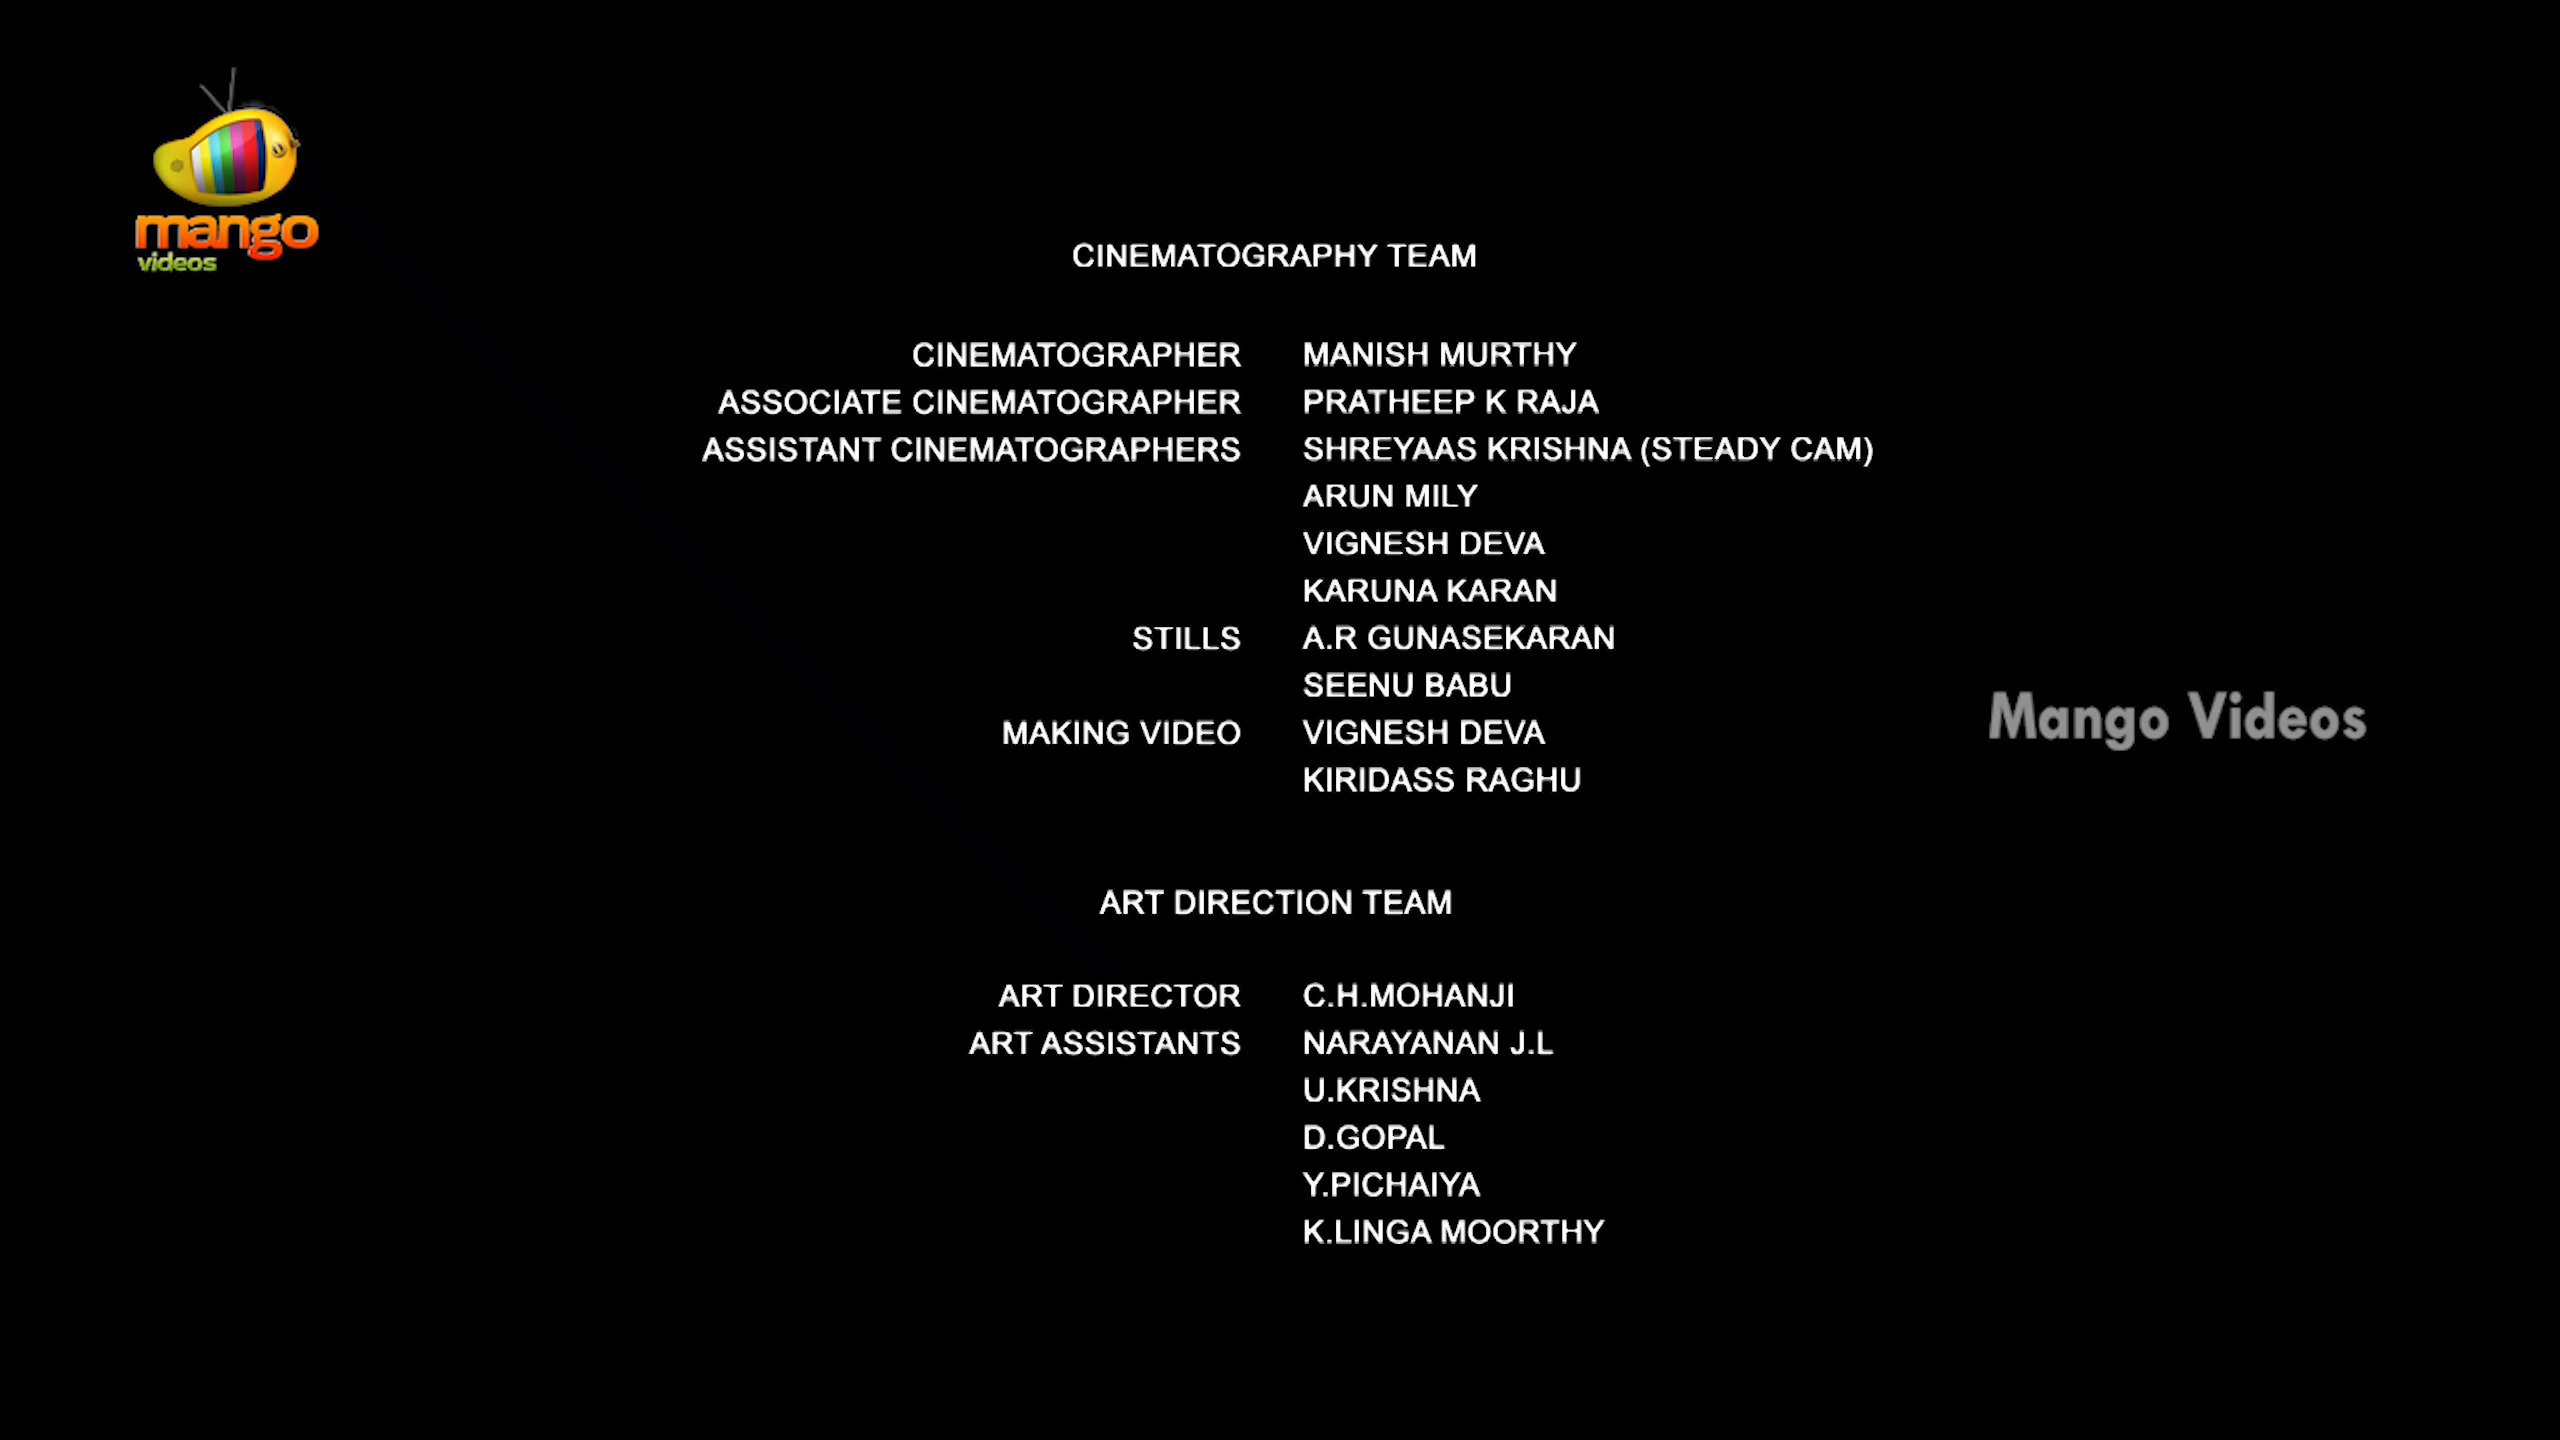 mango
videos
CINEMATOGRAPHY TEAM
CINEMATOGRAPHER MANISH MURTHY
ASSOCIATE CINEMATOGRAPHER PRATHEEP K RAJA
ASSISTANT CINEMATOGRAPHERS SHREYAAS KRISHNA (STEADY CAM)
ARUN MILY
VIGNESH DEVA
KARUNA KARAN
STILLS A.R GUNASEKARAN
SEENU BABU
Mango Videos
MAKING VIDEO VIGNESH DEVA
KIRIDASS RAGHU
ART DIRECTION TEAM
ART DIRECTOR C.H.MOHANJI
ART ASSISTANTS NARAYANAN J.L
U.KRISHNA
D.GOPAL
Y.PICHAIYA
K.LINGA MOORTHY